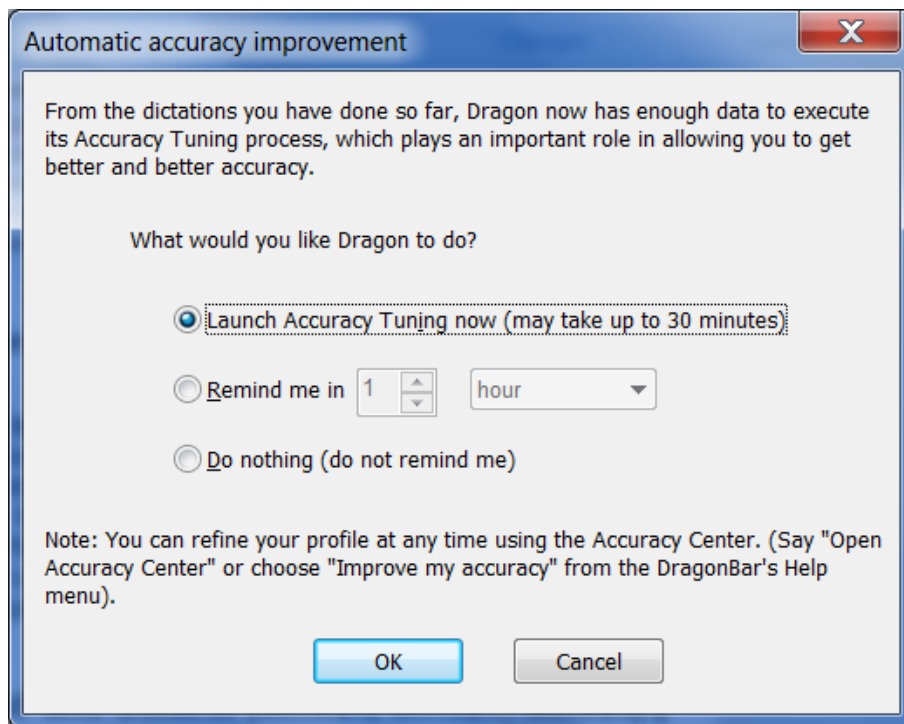 Automatic accuracy improvement
From the dictations you have done so far, Dragon now has enough data to execute
its Accuracy Tuning process, which plays an important role in allowing you to get
better and better accuracy.
What would you like Dragon to do?
Launch Accuracy Tuning now (may take up to 30 minutes)
Remind me in 1 hour
Do nothing (do not remind me)
Note: You can refine your profile at any time using the Accuracy Center. (Say "Open
Accuracy Center" or choose "Improve my accuracy" from the DragonBar's Help
menu).
OK Cancel